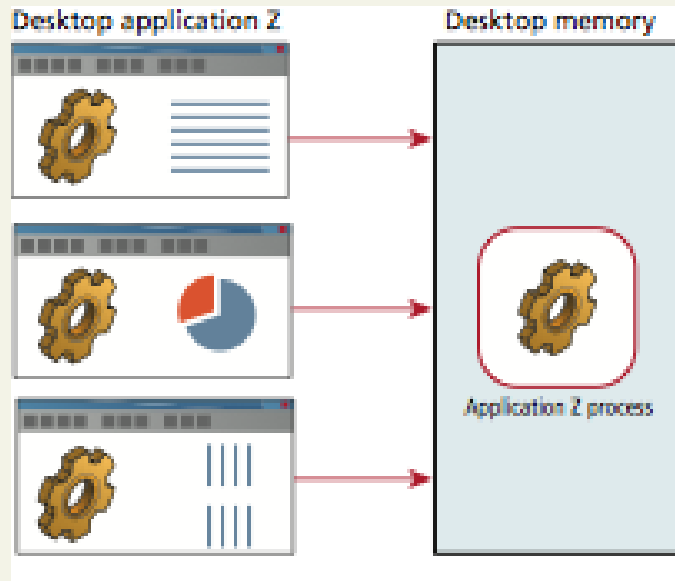 Desktop application Z
Desktop memory
Application Z process